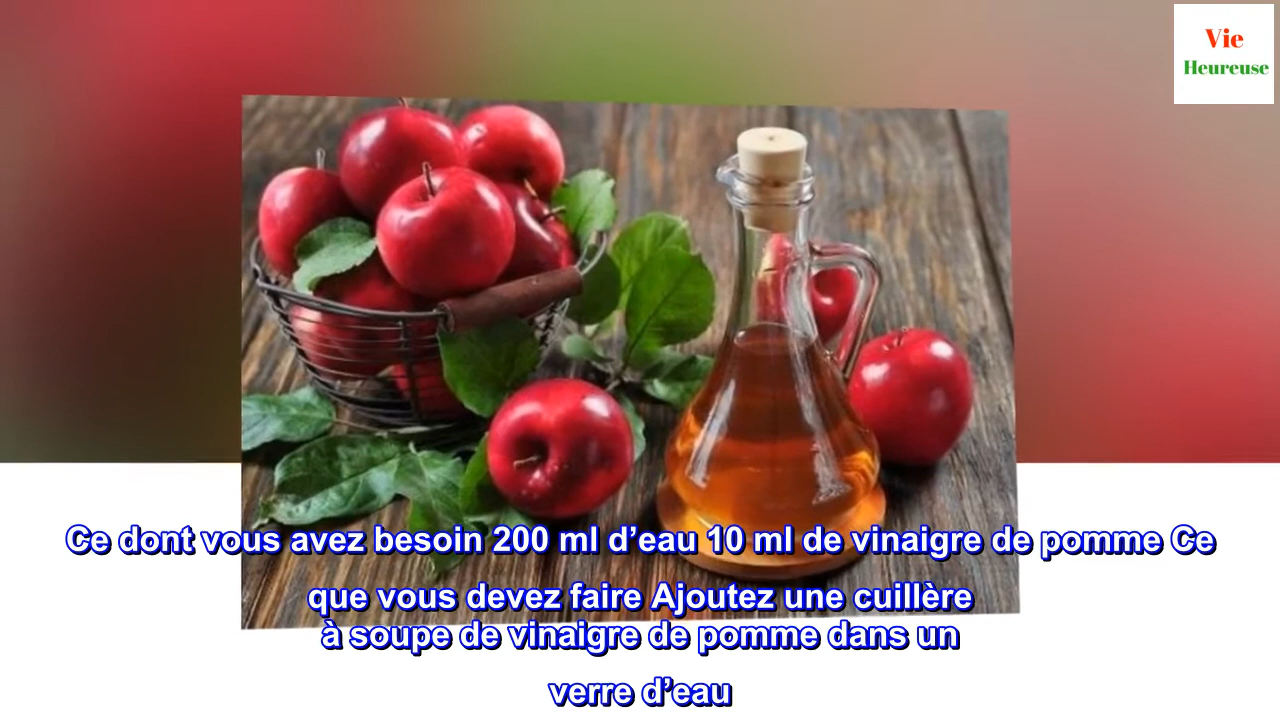 Vie
Heureuse
Ce dont vous avez besoin 200 ml d’eau 10 ml de vinaigre de pomme Ce
que vous devez faire Ajoutez une cuillère
à soupe de vinaigre de pomme dans un
verre d’eau